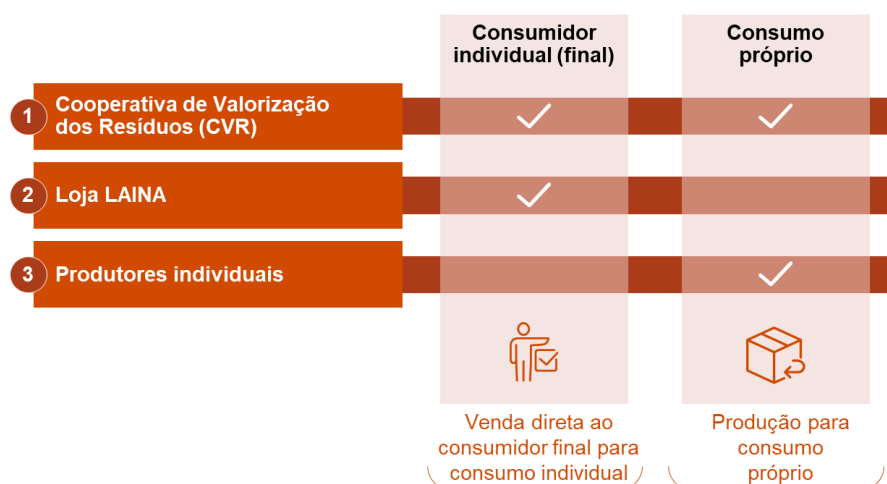 Consumidor
individual (final)
Consumo
próprio
1
Cooperativa de Valorização
dos Resíduos (CVR)
2
Loja LAINA
3
Produtores individuais
Venda direta ao
consumidor final para
consumo individual
Produção para
consumo
próprio